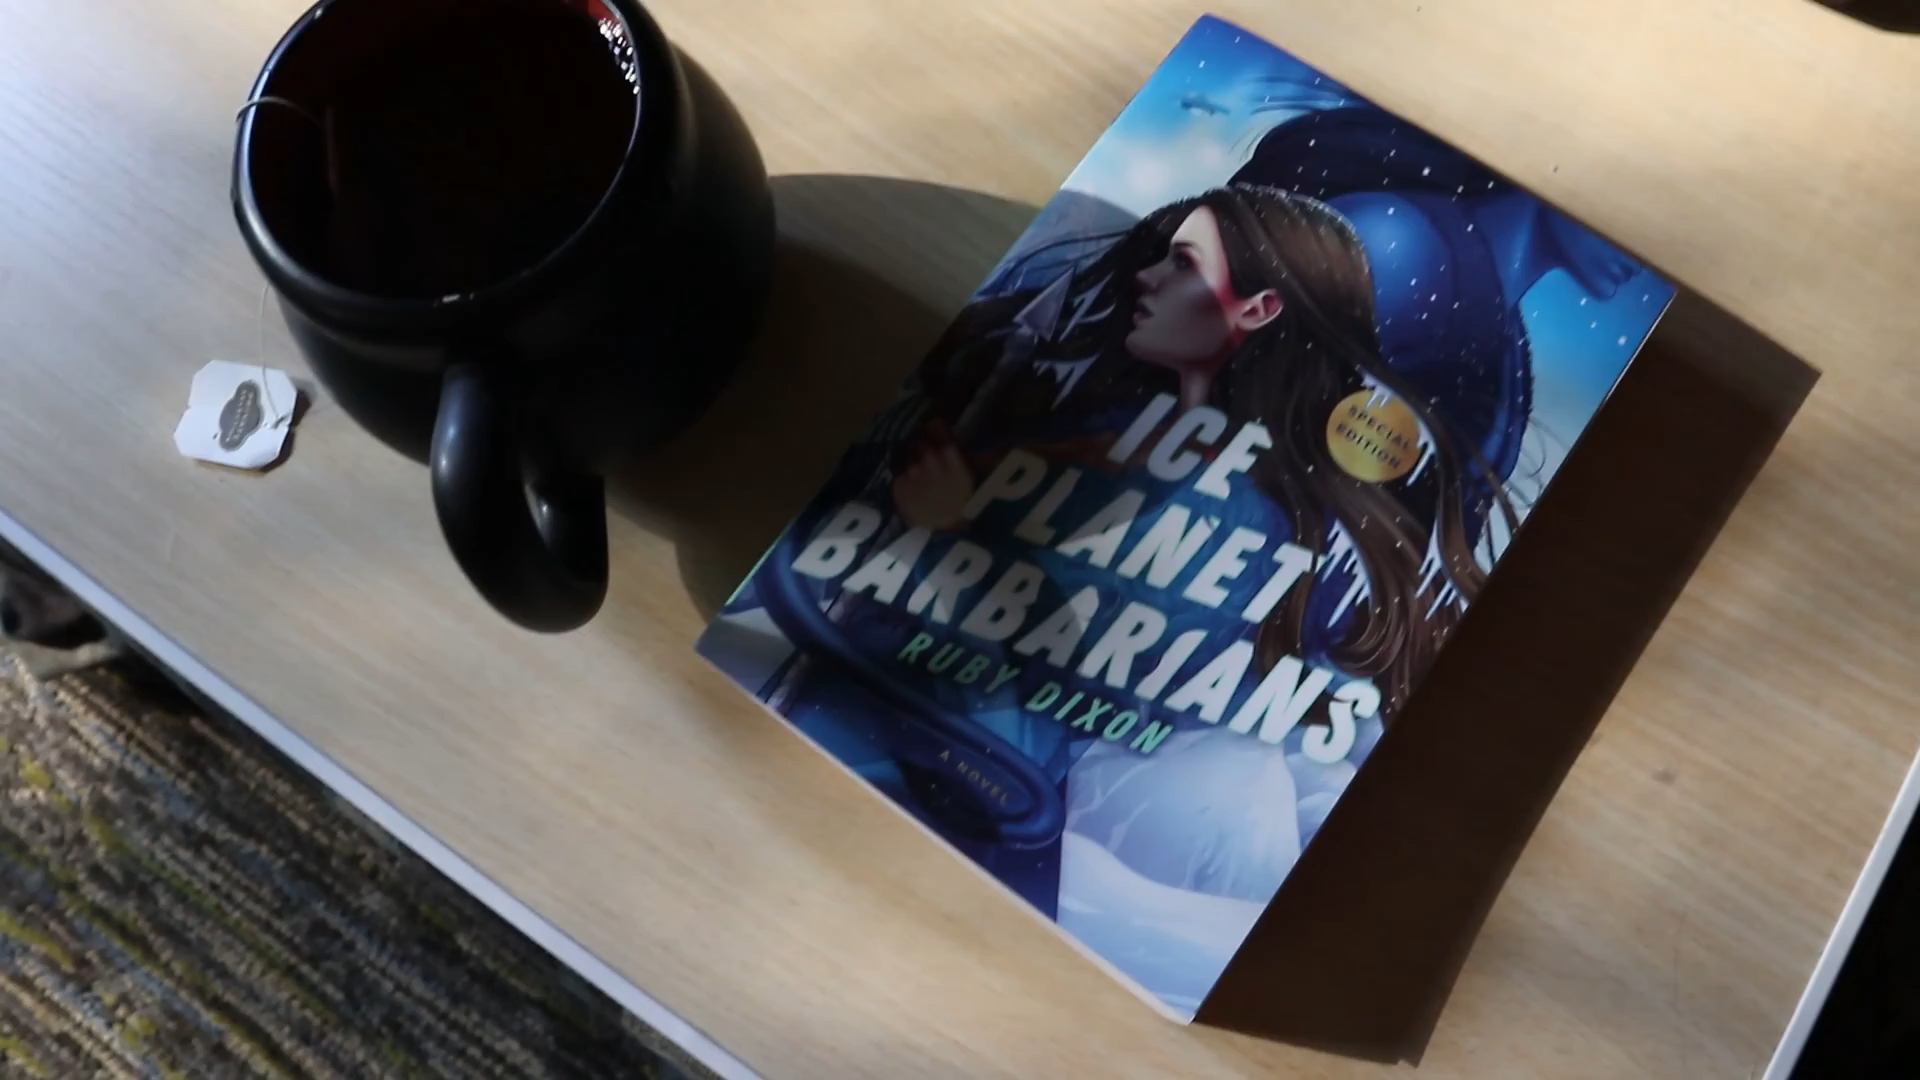 SPECIAL
EDITION
ICE
PLANET
BARBARIANS
RUBY DIXON
A NOVEL